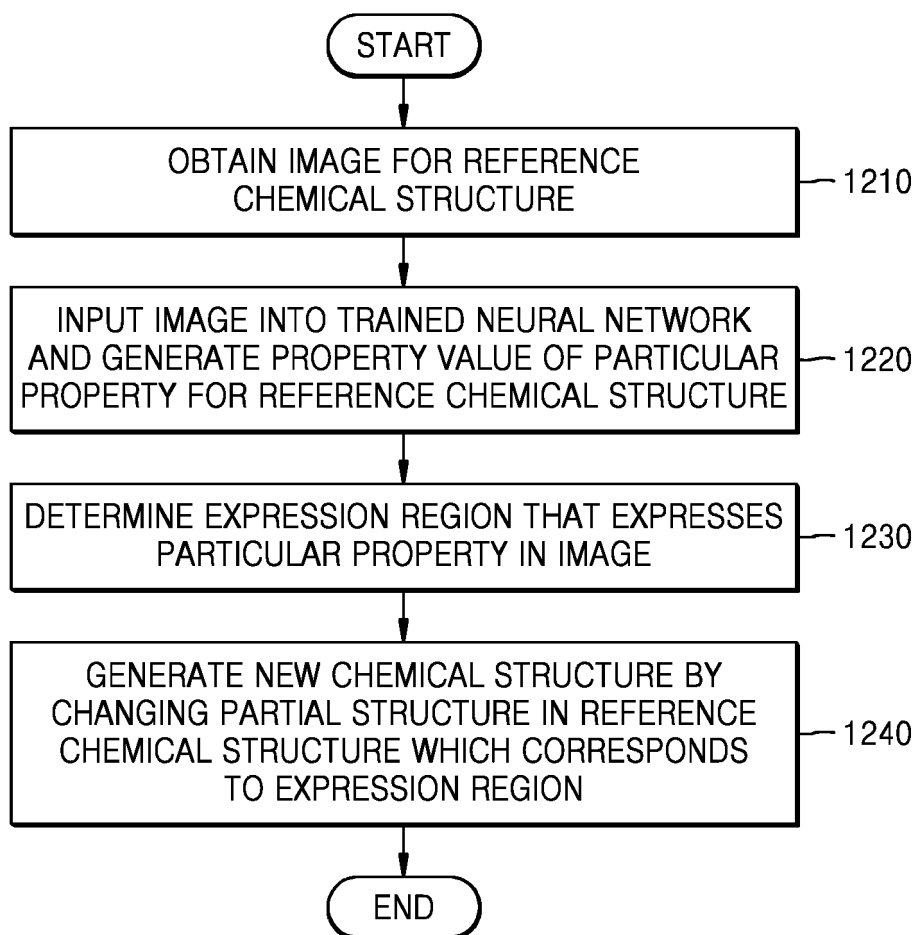 START
OBTAIN IMAGE FOR REFERENCE
CHEMICAL STRUCTURE
1210
INPUT IMAGE INTO TRAINED NEURAL NETWORK
AND GENERATE PROPERTY VALUE OF PARTICULAR
PROPERTY FOR REFERENCE CHEMICAL STRUCTURE
1220
DETERMINE EXPRESSION REGION THAT EXPRESSES
PARTICULAR PROPERTY IN IMAGE
1230
GENERATE NEW CHEMICAL STRUCTURE BY
CHANGING PARTIAL STRUCTURE IN REFERENCE
CHEMICAL STRUCTURE WHICH CORRESPONDS
TO EXPRESSION REGION
1240
END